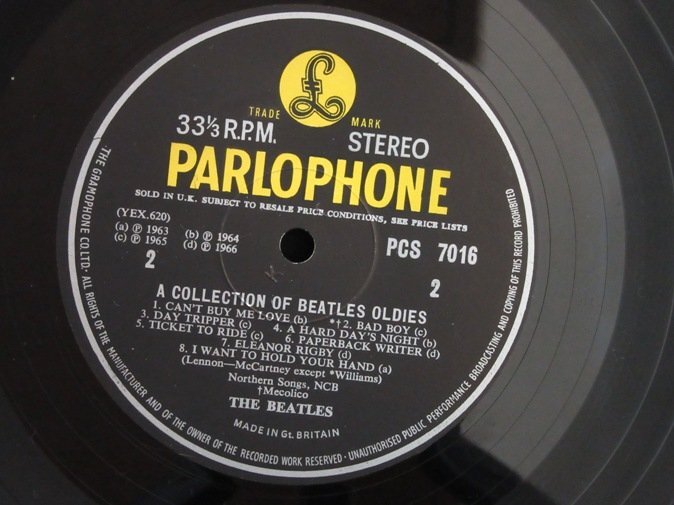 TRADE MARK
33⅓ R.P.M. STEREO
PARLOPHONE
SOLD IN U.K. SUBJECT TO RESALE PRICE CONDITIONS, SEE PRICE LISTS
(YEX.620) PCS 7016
(a) ℗ 1963 (b) ℗ 1964
(c) ℗ 1965 (d) ℗ 1966
2 2
A COLLECTION OF BEATLES OLDIES
1. CAN'T BUY ME LOVE (b) *†2. BAD BOY (c)
3. DAY TRIPPER (c) 4. A HARD DAY'S NIGHT (b)
5. TICKET TO RIDE (c) 6. PAPERBACK WRITER (d)
7. ELEANOR RIGBY (d)
8. I WANT TO HOLD YOUR HAND (a)
(Lennon—McCartney except *Williams)
Northern Songs, NCB
†Mecolico
THE BEATLES
MADE IN Gt. BRITAIN
THE GRAMOPHONE CO. LTD. · ALL RIGHTS OF THE MANUFACTURER AND OF THE OWNER OF THE RECORDED WORK RESERVED · UNAUTHORISED PUBLIC PERFORMANCE BROADCASTING AND COPYING OF THIS RECORD PROHIBITED